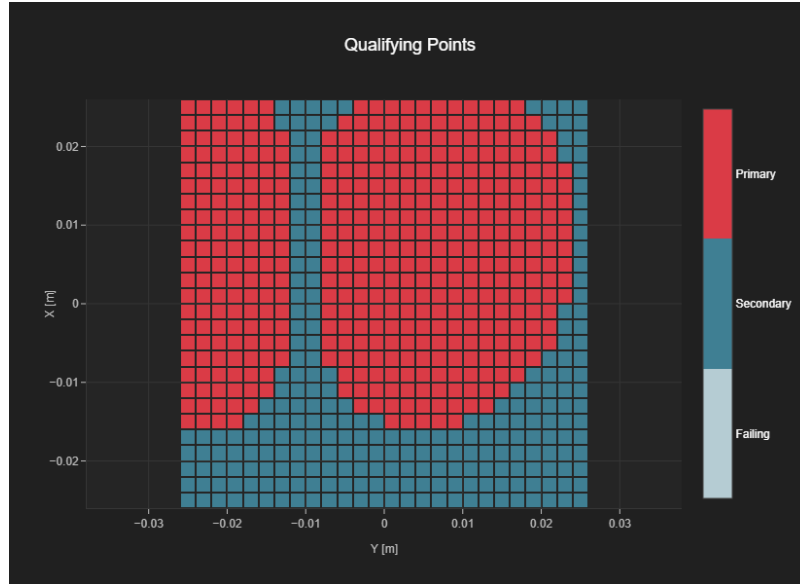 Qualifying Points
Primary
Secondary
Failing
0.02
0.01
0
−0.01
−0.02
X [m]
−0.03
−0.02
−0.01
0
0.01
0.02
0.03
Y [m]